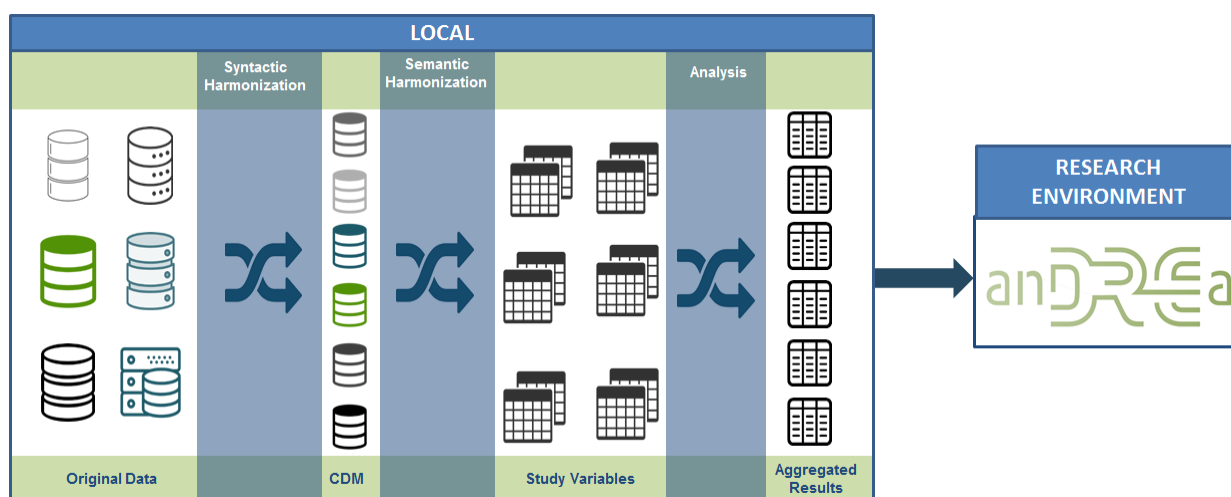 LOCAL
Syntactic
Harmonization
Semantic
Harmonization
Analysis
RESEARCH
ENVIRONMENT
anDREa
Original Data
CDM
Study Variables
Aggregated
Results